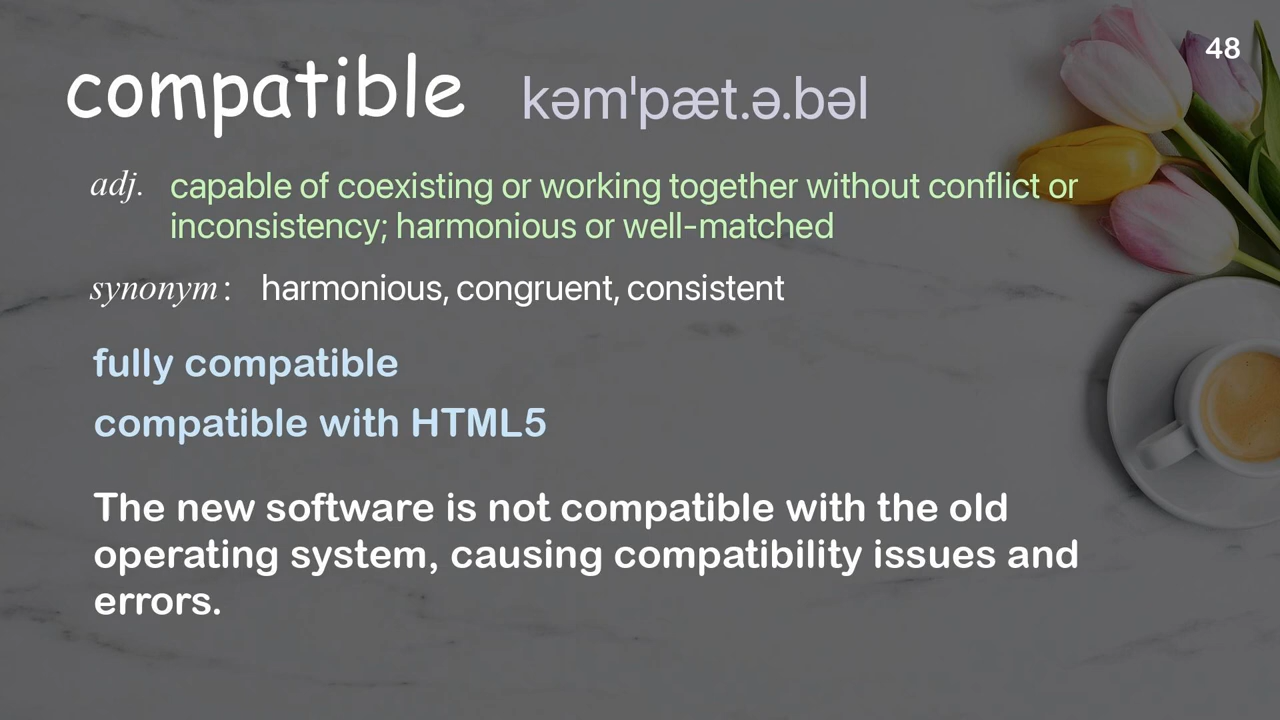 48
compatible kəmˈpæt.ə.bəl
adj. capable of coexisting or working together without conflict or
inconsistency; harmonious or well-matched
synonym: harmonious, congruent, consistent
fully compatible
compatible with HTML5
The new software is not compatible with the old
operating system, causing compatibility issues and
errors.